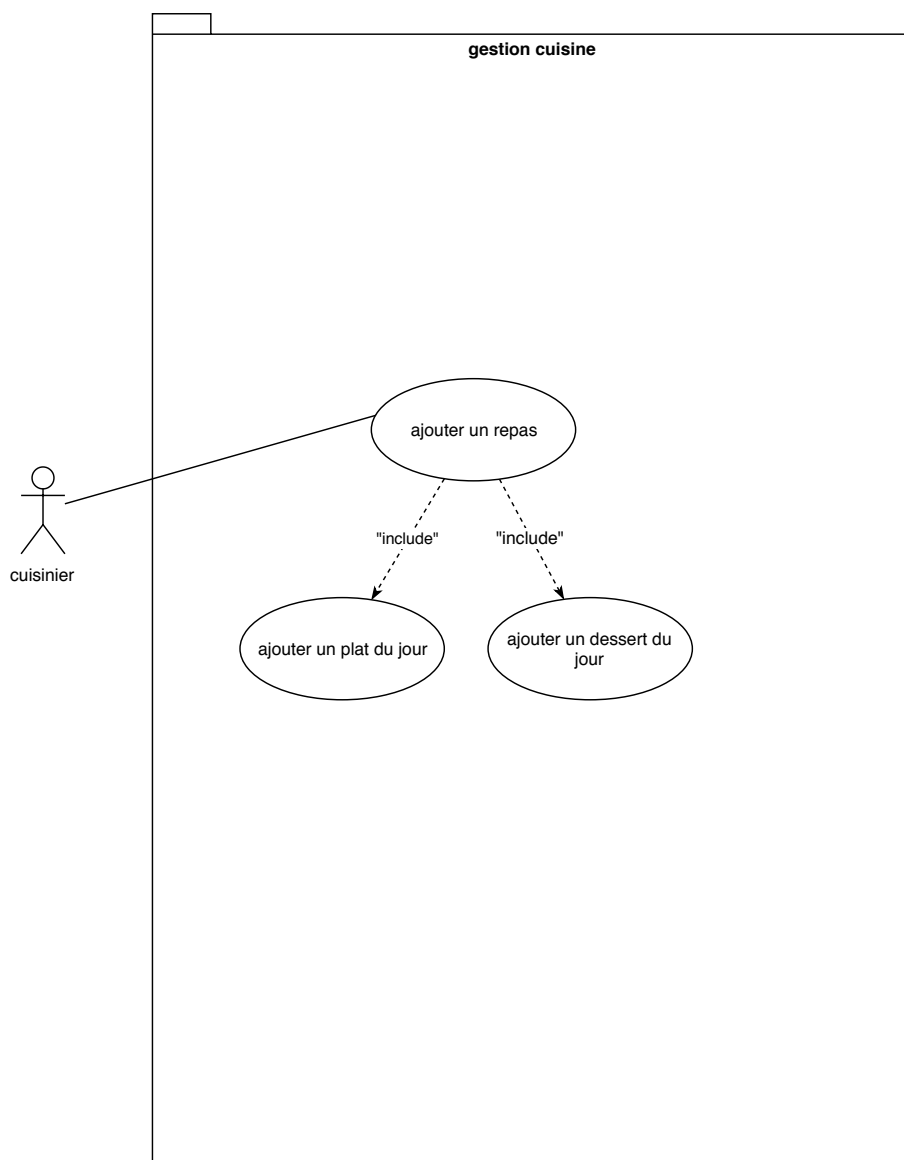 gestion cuisine
ajouter un repas
cuisinier
"include"
"include"
ajouter un plat du jour
ajouter un dessert du
jour